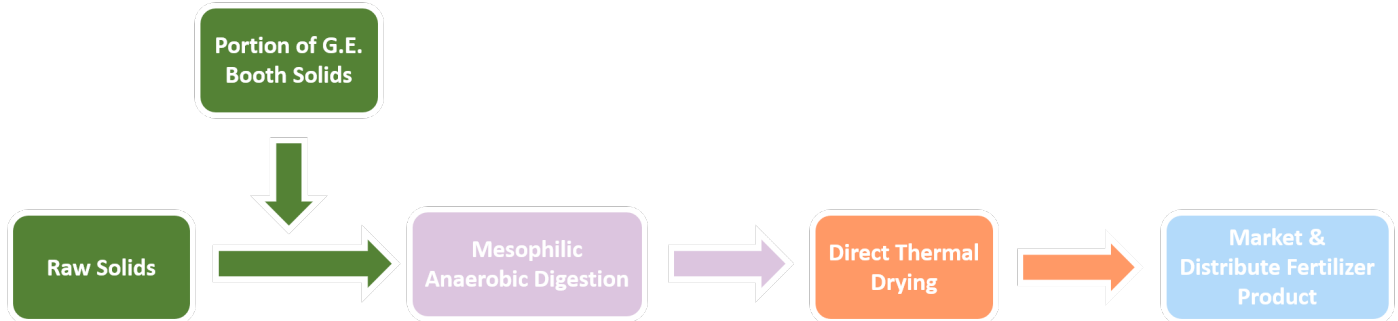 Portion of G.E.
Booth Solids
Raw Solids
Mesophilic
Anaerobic Digestion
Direct Thermal
Drying
Market &
Distribute Fertilizer
Product